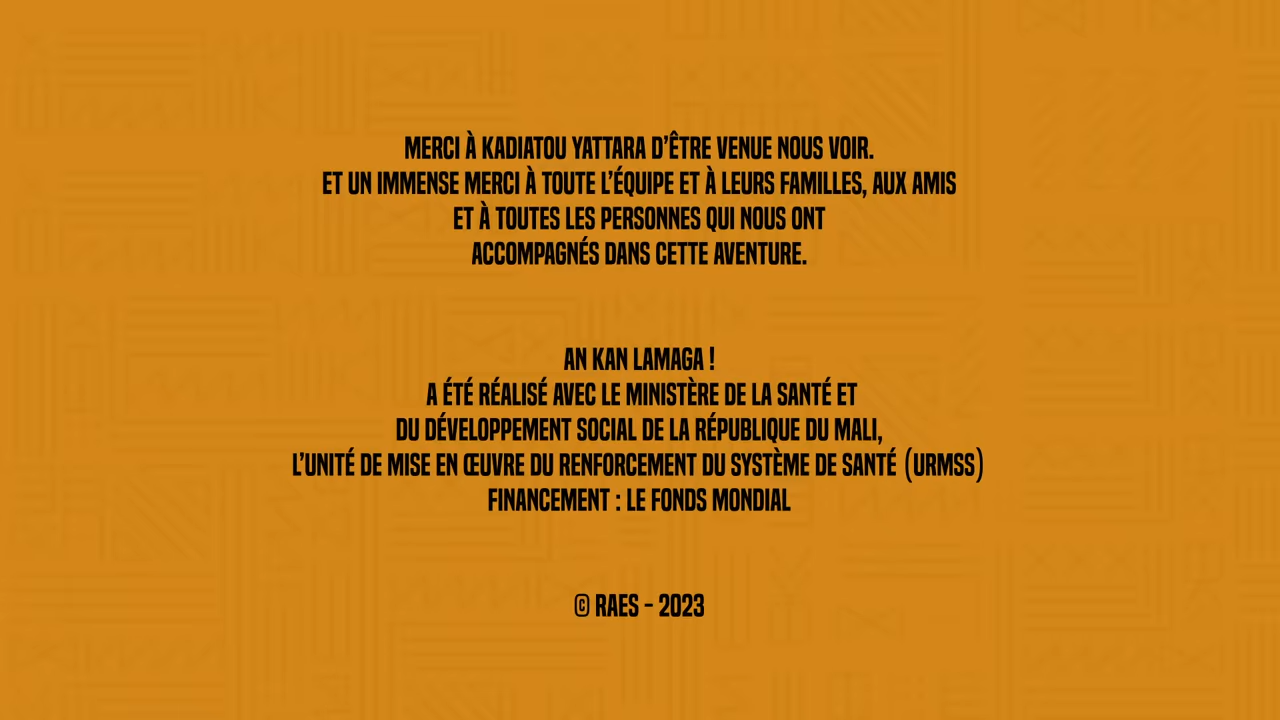 MERCI À KADIATOU YATTARA D'ÊTRE VENUE NOUS VOIR.
ET UN IMMENSE MERCI À TOUTE L'ÉQUIPE ET À LEURS FAMILLES, AUX AMIS
ET À TOUTES LES PERSONNES QUI NOUS ONT
ACCOMPAGNÉS DANS CETTE AVENTURE.
AN KAN LAMAGA !
A ÉTÉ RÉALISÉ AVEC LE MINISTÈRE DE LA SANTÉ ET
DU DÉVELOPPEMENT SOCIAL DE LA RÉPUBLIQUE DU MALI,
L'UNITÉ DE MISE EN ŒUVRE DU RENFORCEMENT DU SYSTÈME DE SANTÉ (URMSS)
FINANCEMENT : LE FONDS MONDIAL
© RAES - 2023